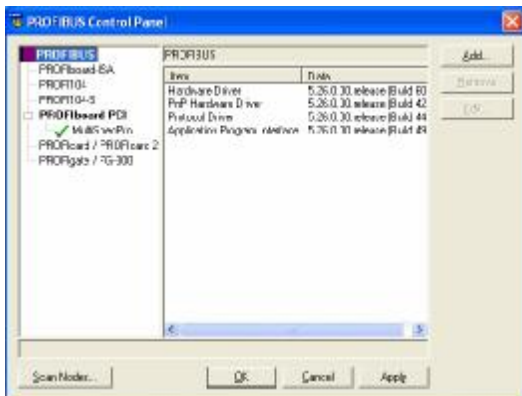 PROFIBUS Control Panel
PROFIBUS
PROFIboard-ISA
PROFI104
PROFI104-S
PROFIboard PCI
MultiSpecPro
PROFIcard / PROFIcard 2
PROFIgate / FG-300
PROFIBUS
Item Data
Hardware Driver 5.26.0.30.release (Build 60
PnP Hardware Driver 5.26.0.30.release (Build 42
Protocol Driver 5.26.0.30.release (Build 44
Application Program Interface 5.26.0.30.release (Build 49
Add...
Remove
Edit...
Scan Nodes...
OK
Cancel
Apply